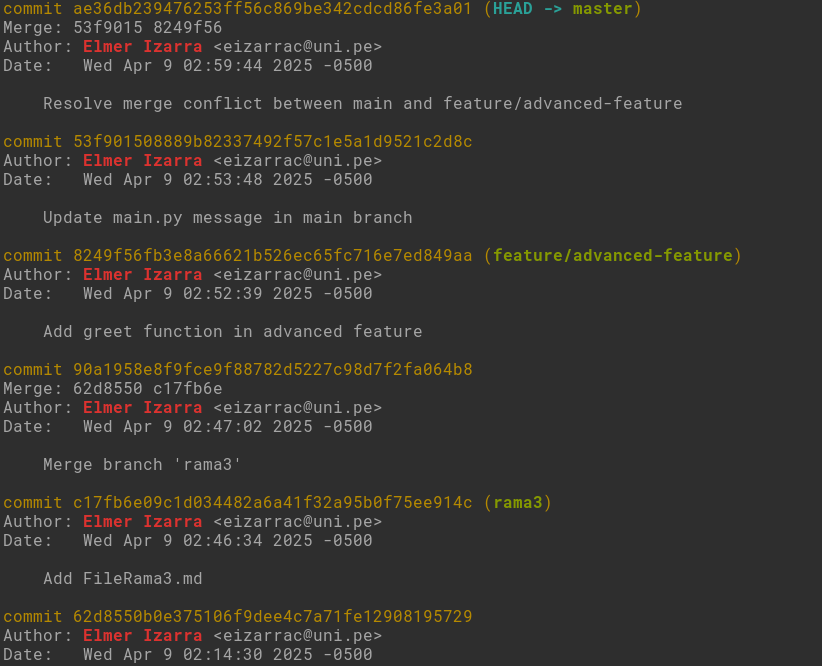 commit ae36db239476253ff56c869be342cdcd86fe3a01 (HEAD -> master)
Merge: 53f9015 8249f56
Author: Elmer Izarra <eizarrac@uni.pe>
Date:   Wed Apr 9 02:59:44 2025 -0500
    Resolve merge conflict between main and feature/advanced-feature
commit 53f901508889b82337492f57c1e5a1d9521c2d8c
Author: Elmer Izarra <eizarrac@uni.pe>
Date:   Wed Apr 9 02:53:48 2025 -0500
    Update main.py message in main branch
commit 8249f56fb3e8a66621b526ec65fc716e7ed849aa (feature/advanced-feature)
Author: Elmer Izarra <eizarrac@uni.pe>
Date:   Wed Apr 9 02:52:39 2025 -0500
    Add greet function in advanced feature
commit 90a1958e8f9fce9f88782d5227c98d7f2fa064b8
Merge: 62d8550 c17fb6e
Author: Elmer Izarra <eizarrac@uni.pe>
Date:   Wed Apr 9 02:47:02 2025 -0500
    Merge branch 'rama3'
commit c17fb6e09c1d034482a6a41f32a95b0f75ee914c (rama3)
Author: Elmer Izarra <eizarrac@uni.pe>
Date:   Wed Apr 9 02:46:34 2025 -0500
    Add FileRama3.md
commit 62d8550b0e375106f9dee4c7a71fe12908195729
Author: Elmer Izarra <eizarrac@uni.pe>
Date:   Wed Apr 9 02:14:30 2025 -0500